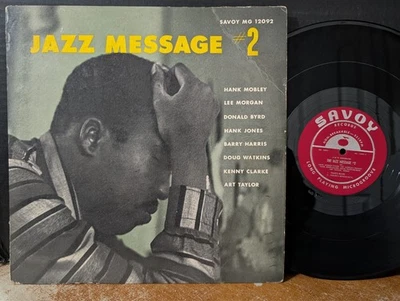 SAVOY MG 12092
JAZZ MESSAGE #2
HANK MOBLEY
LEE MORGAN
DONALD BYRD
HANK JONES
BARRY HARRIS
DOUG WATKINS
KENNY CLARKE
ART TAYLOR
SAVOY
RECORDS
LONG PLAYING MICROGROOVE